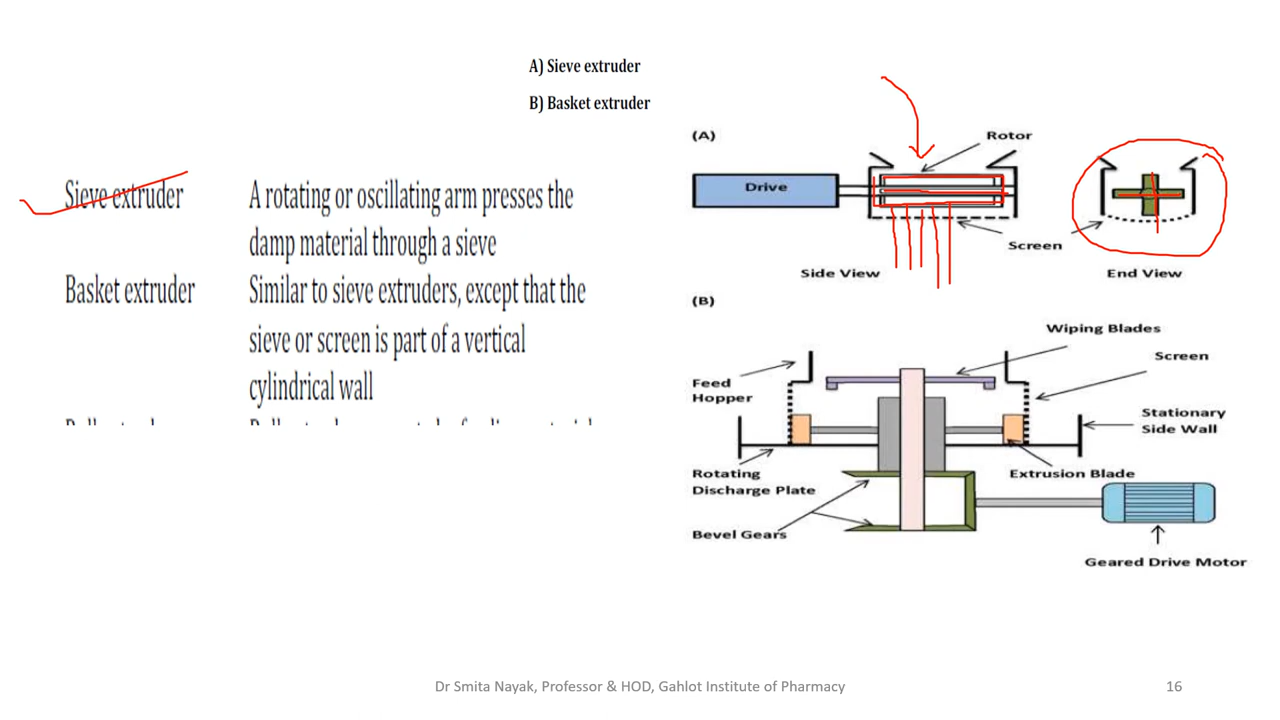 A) Sieve extruder
B) Basket extruder
Sieve extruder
A rotating or oscillating arm presses the
damp material through a sieve
Basket extruder
Similar to sieve extruders, except that the
sieve or screen is part of a vertical
cylindrical wall
(A)
Rotor
Drive
Screen
Side View
End View
(B)
Wiping Blades
Screen
Feed
Hopper
Stationary
Side Wall
Rotating
Discharge Plate
Extrusion Blade
Bevel Gears
Geared Drive Motor
Dr Smita Nayak, Professor & HOD, Gahlot Institute of Pharmacy
16